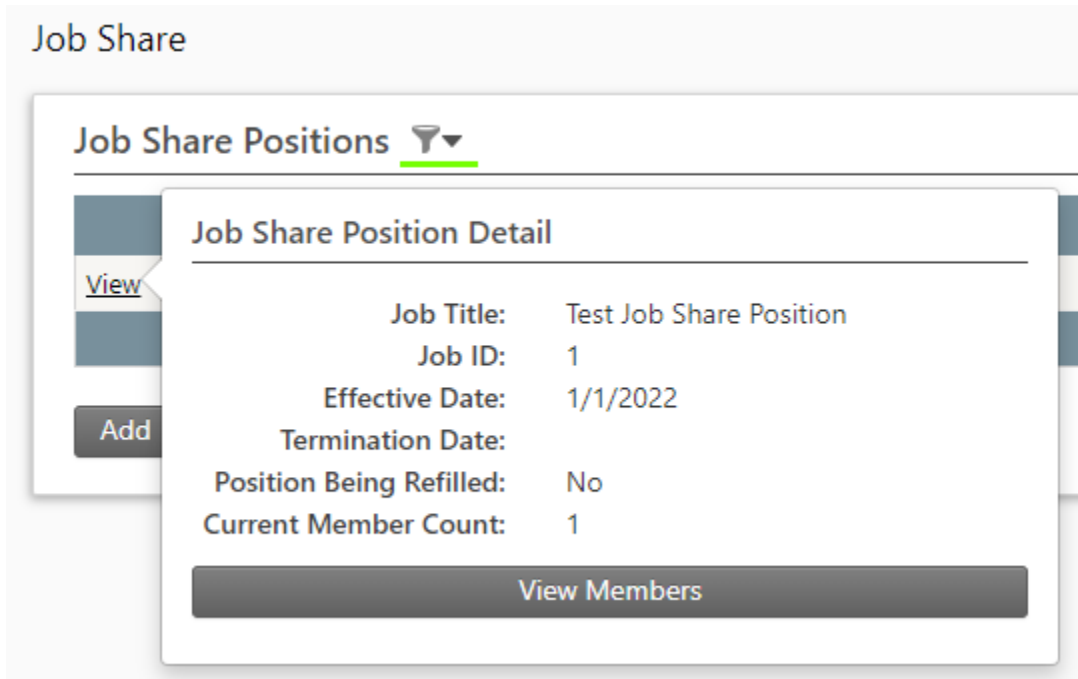 Job Share
Job Share Positions
Job Share Position Detail
View
Job Title: Test Job Share Position
Job ID: 1
Effective Date: 1/1/2022
Termination Date:
Position Being Refilled: No
Current Member Count: 1
Add
View Members